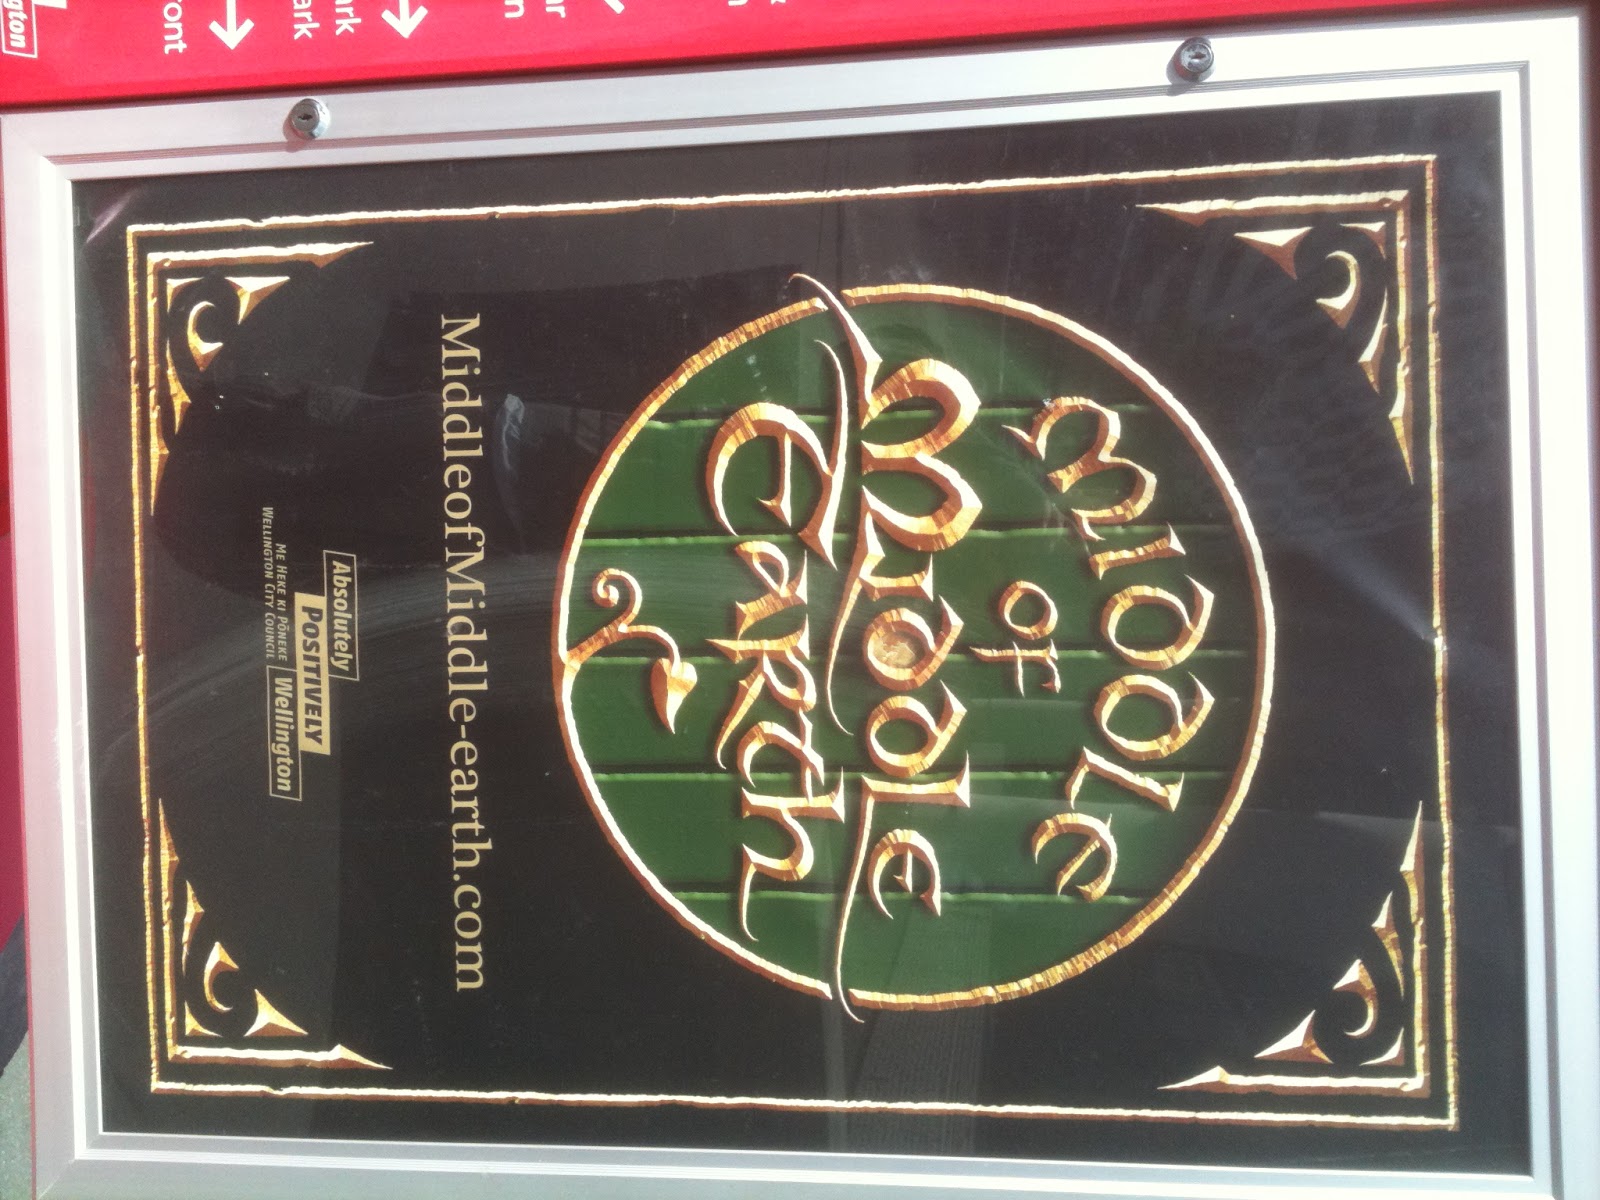 Middle
of
Middle
Earth
MiddleofMiddle-earth.com
Absolutely
POSITIVELY
ME HEKE KI PŌNEKE
WELLINGTON CITY COUNCIL
Wellington